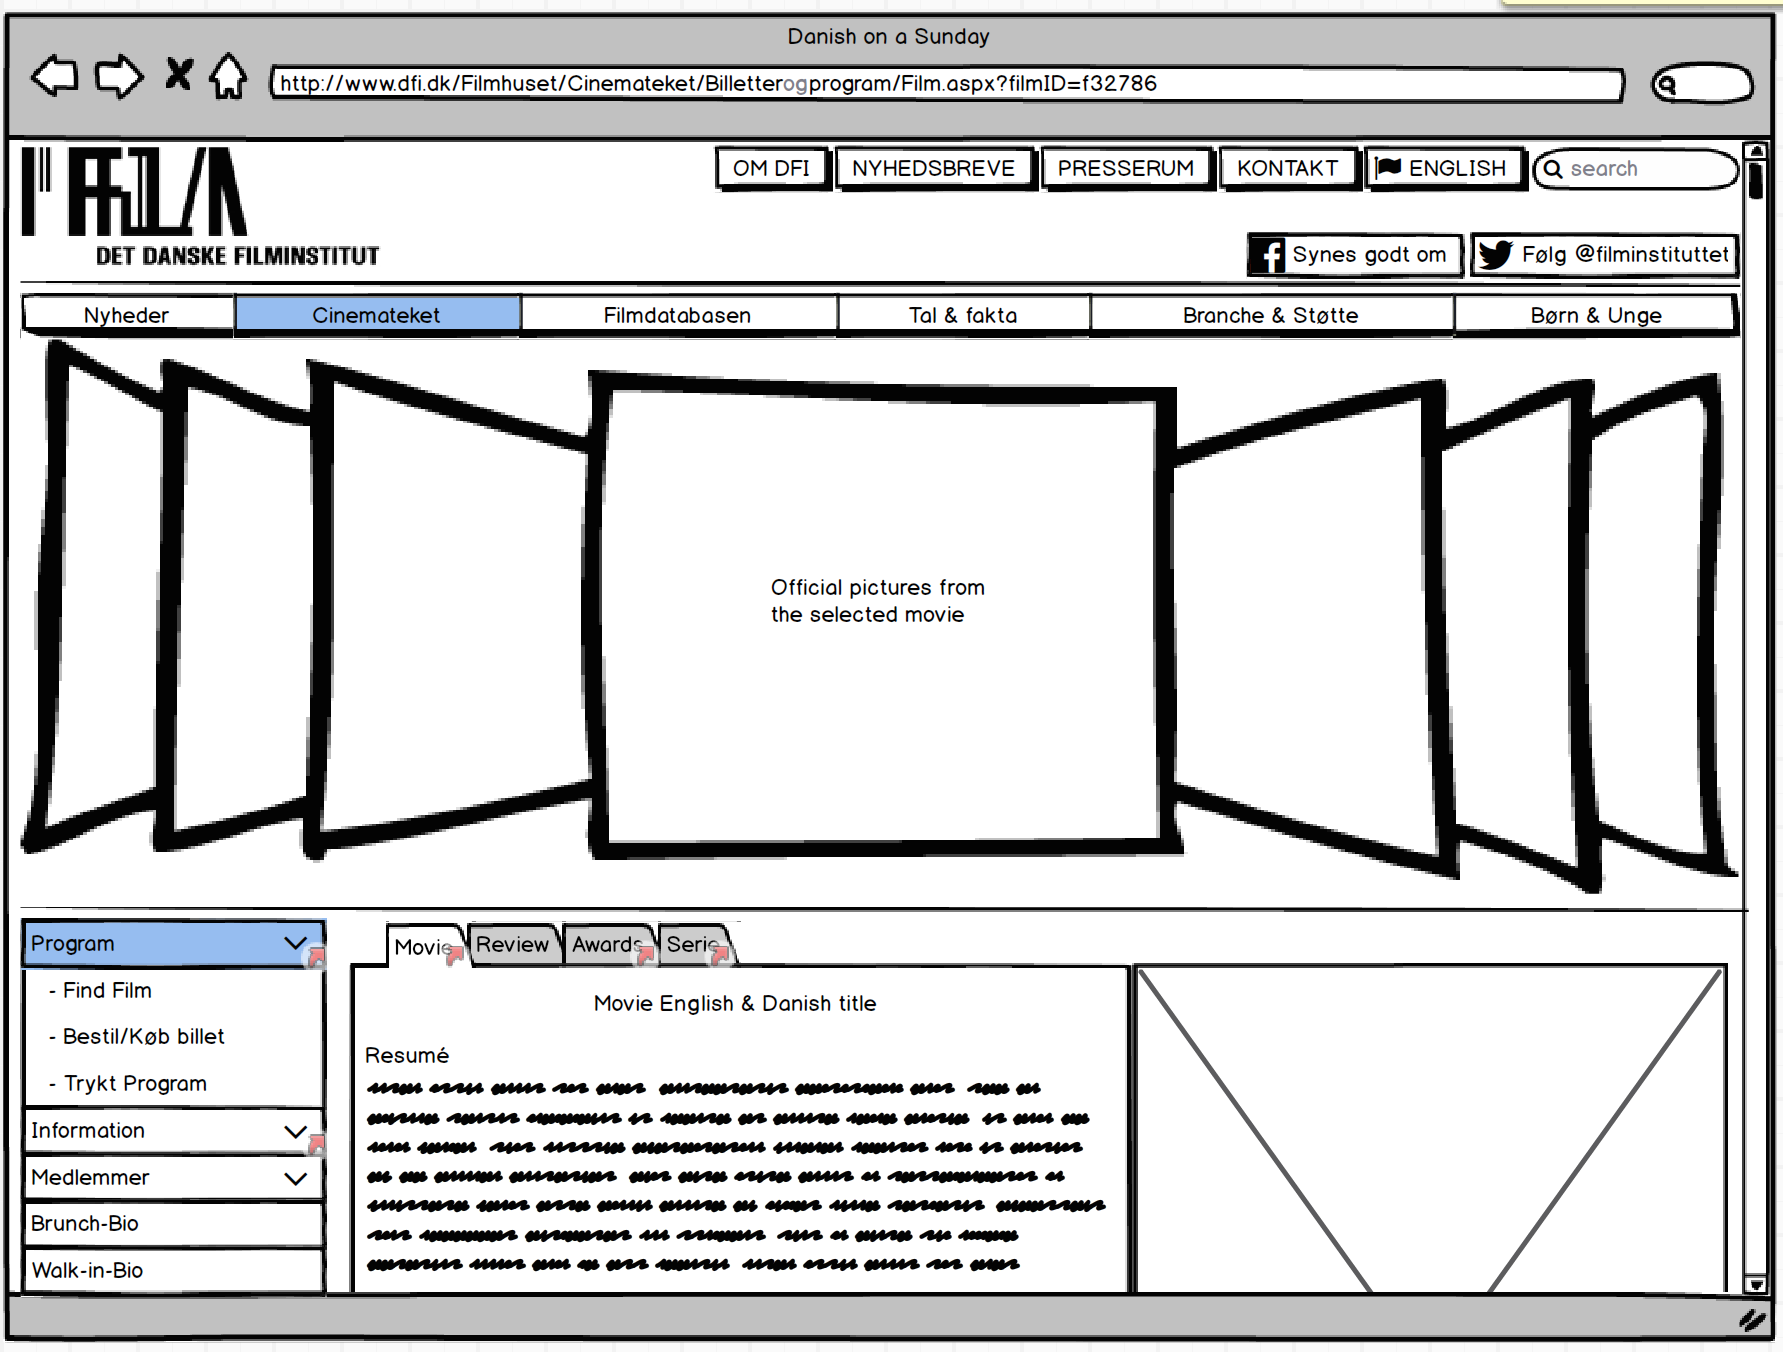 Danish on a Sunday
http://www.dfi.dk/Filmhuset/Cinemateket/Billetterogprogram/Film.aspx?filmID=f32786
FILM
DET DANSKE FILMINSTITUT
OM DFI NYHEDSBREVE PRESSERUM KONTAKT ENGLISH search
Synes godt om Følg @filminstituttet
Nyheder Cinemateket Filmdatabasen Tal & fakta Branche & Støtte Børn & Unge
Official pictures from
the selected movie
Program
- Find Film
- Bestil/Køb billet
- Trykt Program
Information
Medlemmer
Brunch-Bio
Walk-in-Bio
Movie Review Awards Serie
Movie English & Danish title
Resumé